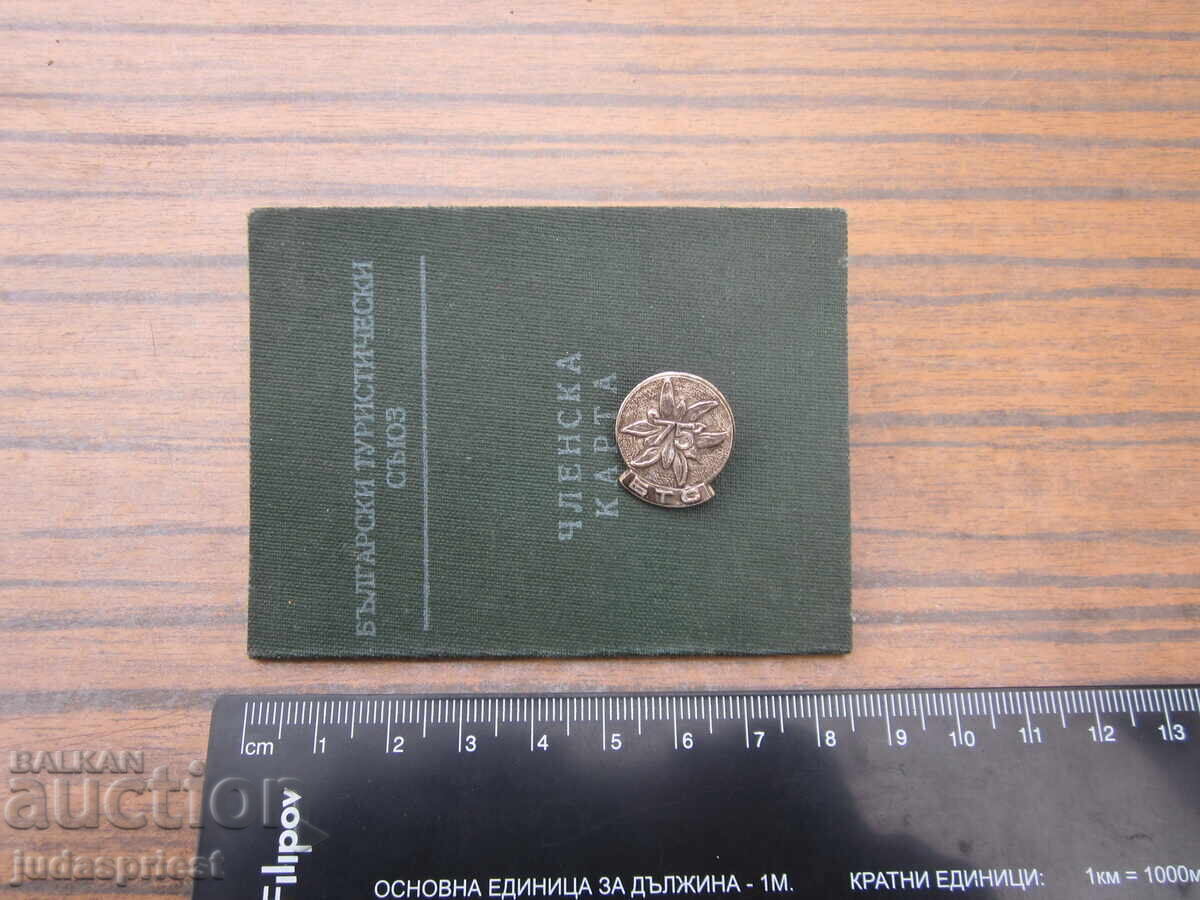 БЪЛГАРСКИ ТУРИСТИЧЕСКИ
СЪЮЗ
ЧЛЕНСКА
КАРТА
БТС
cm 1 2 3 4 5 6 7 8 9 10 11 12 13
Filipov
ОСНОВНА ЕДИНИЦА ЗА ДЪЛЖИНА - 1М.
КРАТНИ ЕДИНИЦИ: 1км = 1000м
BALKAN
auction
judaspriest